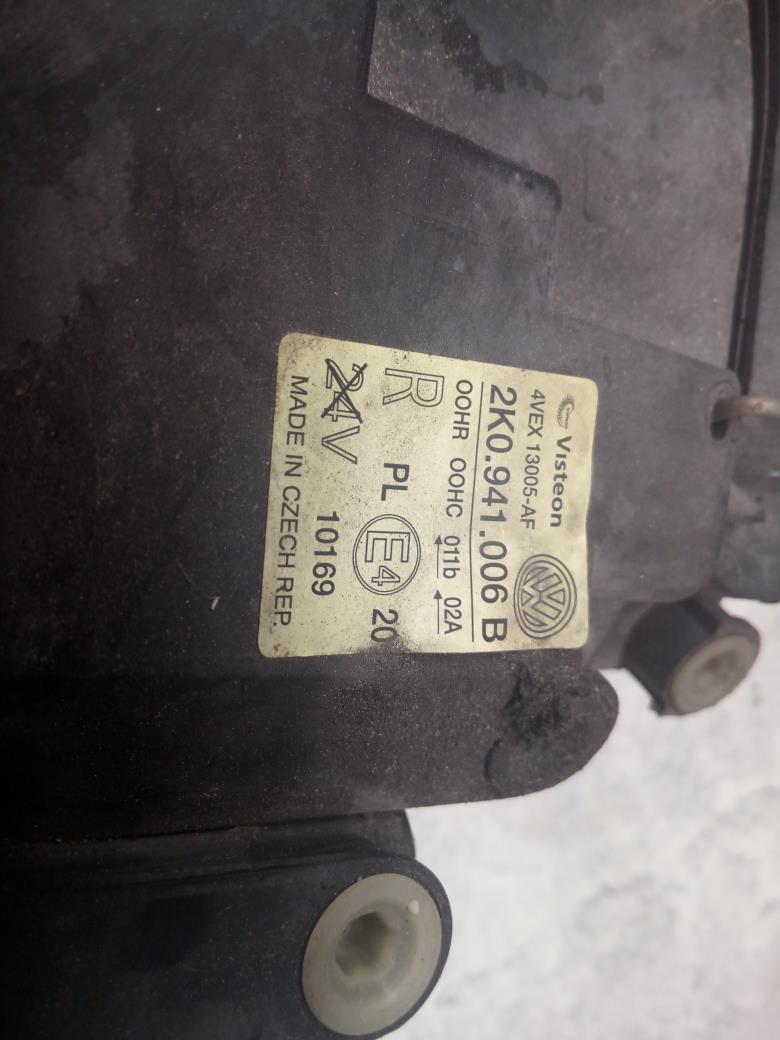 Visteon
4VEX 13005-AF
2K0.941.006 B
OOHR OOHC 011b 02A
R PL E4 20
24V 10169
MADE IN CZECH REP.